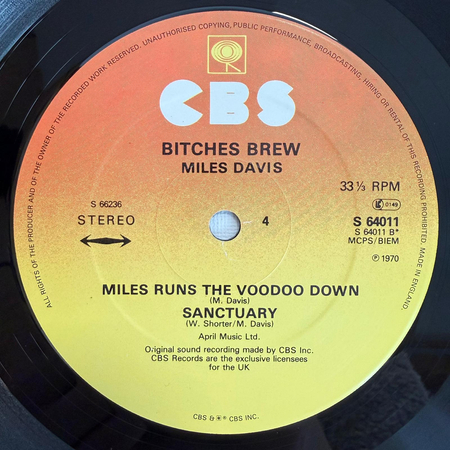 ALL RIGHTS OF THE PRODUCER AND OF THE OWNER OF THE RECORDED WORK RESERVED. UNAUTHORISED COPYING, PUBLIC PERFORMANCE, BROADCASTING, HIRING OR RENTAL OF THIS RECORDING PROHIBITED. MADE IN ENGLAND.
CBS
BITCHES BREW
MILES DAVIS
S 66236
STEREO
4
33⅓ RPM
LC 0149
S 64011
S 64011 B*
MCPS/BIEM
℗ 1970
MILES RUNS THE VOODOO DOWN
(M. Davis)
SANCTUARY
(W. Shorter/M. Davis)
April Music Ltd.
Original sound recording made by CBS Inc.
CBS Records are the exclusive licensees
for the UK
CBS & ® CBS INC.